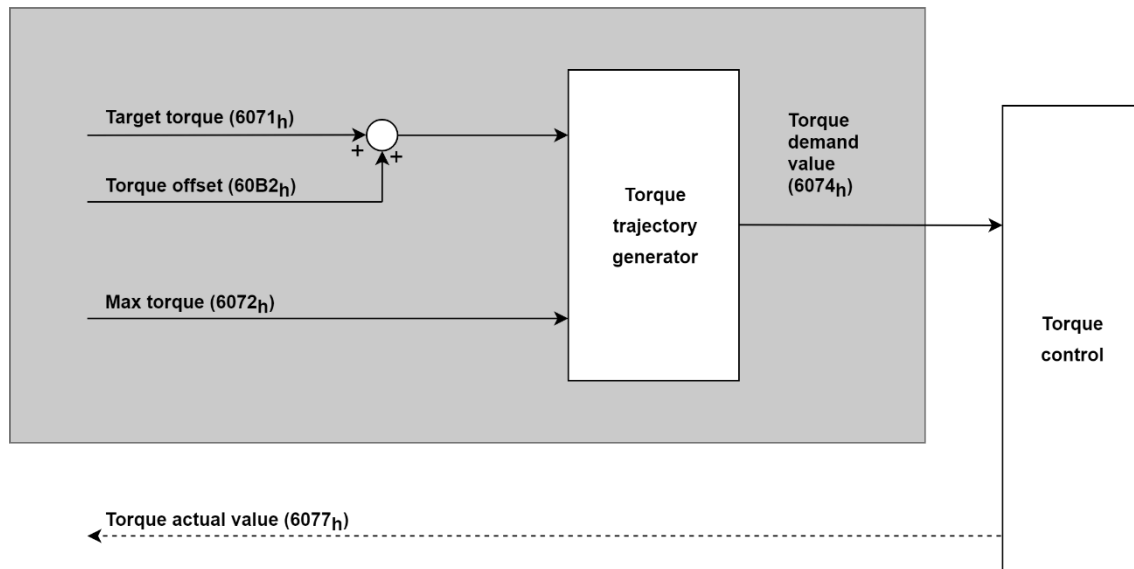 Target torque (6071h)
+
+
Torque offset (60B2h)
Max torque (6072h)
Torque
trajectory
generator
Torque
demand
value
(6074h)
Torque
control
Torque actual value (6077h)